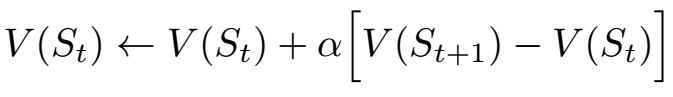 V(S_t) ← V(S_t) + α[V(S_{t+1}) − V(S_t)]